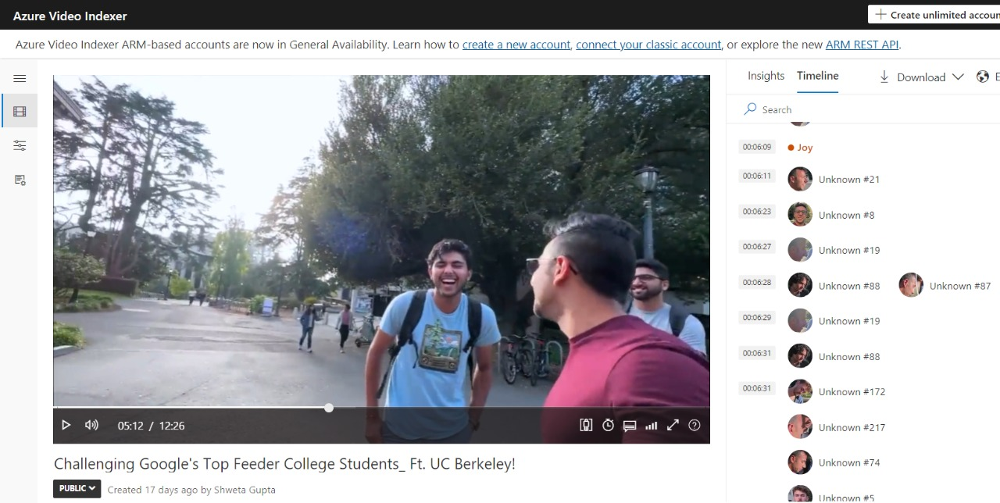 Azure Video Indexer
Create unlimited accoun
Azure Video Indexer ARM-based accounts are now in General Availability. Learn how to create a new account, connect your classic account, or explore the new ARM REST API.
Insights Timeline Download E
Search
00:06:09 Joy
00:06:11 Unknown #21
00:06:23 Unknown #8
00:06:27 Unknown #19
00:06:28 Unknown #88 Unknown #87
00:06:29 Unknown #19
00:06:31 Unknown #88
00:06:31 Unknown #172
Unknown #217
Unknown #74
Unknown #5
05:12 / 12:26
Challenging Google's Top Feeder College Students_ Ft. UC Berkeley!
PUBLIC Created 17 days ago by Shweta Gupta